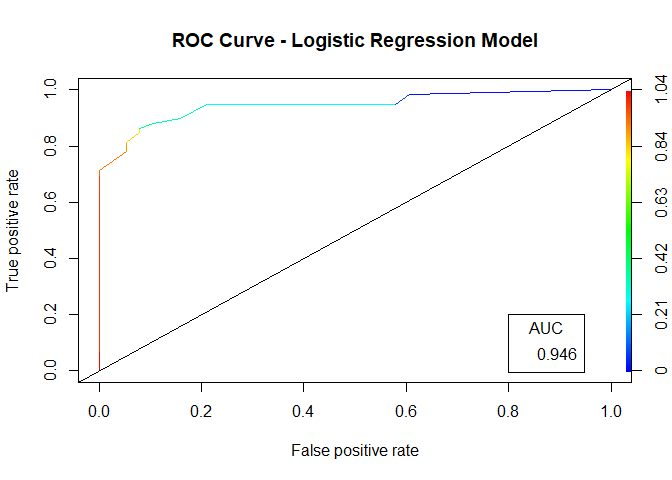 ROC Curve - Logistic Regression Model
True positive rate
1.0
0.8
0.6
0.4
0.2
0.0
AUC
0.946
1.04
0.84
0.63
0.42
0.21
0
0.0 0.2 0.4 0.6 0.8 1.0
False positive rate